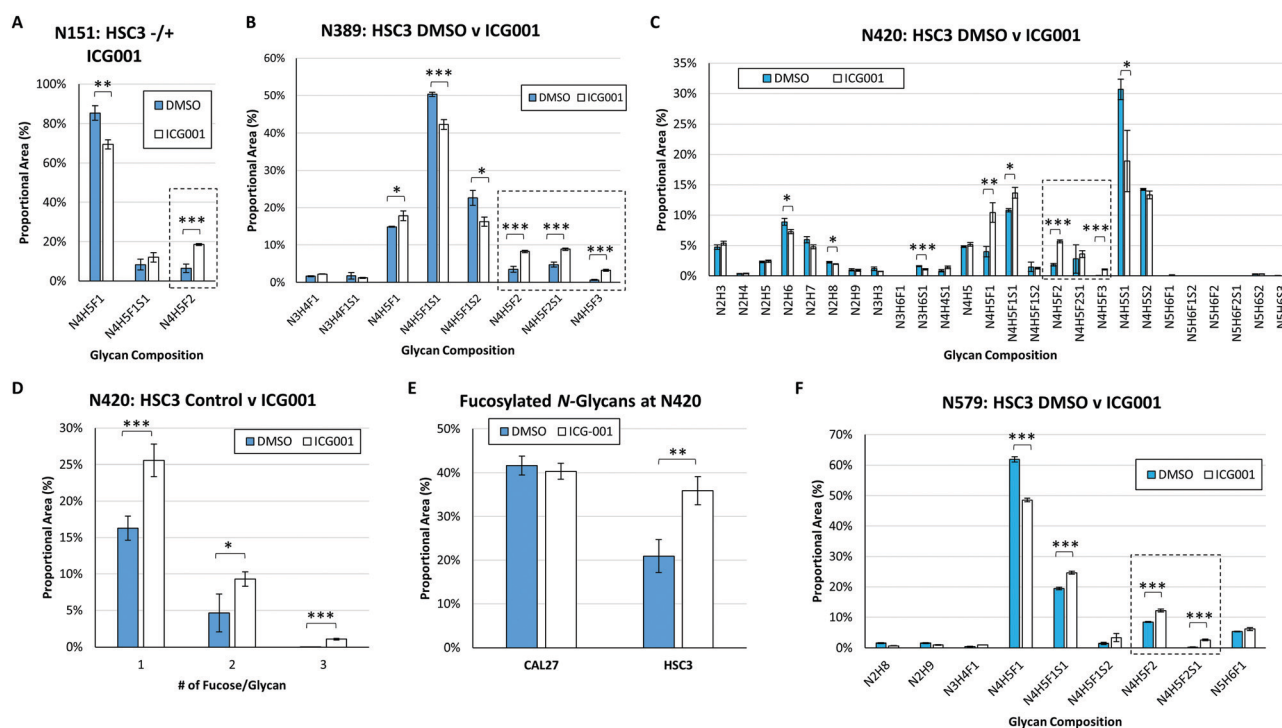 A
N151: HSC3 -/+
ICG001
100%
80%
60%
40%
20%
0%
Proportional Area (%)
**
***
DMSO
ICG001
N4H5F1
N4H5F1S1
N4H5F2
Glycan Composition
B
N389: HSC3 DMSO v ICG001
60%
50%
40%
30%
20%
10%
0%
Proportional Area (%)
DMSO
ICG001
*
***
*
***
***
***
N3H4F1
N3H4F1S1
N4H5F1
N4H5F1S1
N4H5F1S2
N4H5F2
N4H5F2S1
N4H5F3
Glycan Composition
C
N420: HSC3 DMSO v ICG001
35%
30%
25%
20%
15%
10%
5%
0%
Proportional Area (%)
DMSO
ICG001
*
*
***
**
*
***
***
*
N2H3
N2H4
N2H5
N2H6
N2H7
N2H8
N2H9
N3H3
N3H6F1
N3H6S1
N4H4S1
N4H5
N4H5F1
N4H5F1S1
N4H5F1S2
N4H5F2
N4H5F2S1
N4H5F3
N4H5S1
N4H5S2
N5H6F1
N5H6F1S2
N5H6F2
N5H6F2S1
N5H6S2
N5H6S3
Glycan Composition
D
N420: HSC3 Control v ICG001
30%
25%
20%
15%
10%
5%
0%
Proportional Area (%)
DMSO
ICG001
***
*
***
1
2
3
# of Fucose/Glycan
E
Fucosylated N-Glycans at N420
50%
40%
30%
20%
10%
0%
Proportional Area (%)
DMSO
ICG-001
**
CAL27
HSC3
F
N579: HSC3 DMSO v ICG001
70%
60%
50%
40%
30%
20%
10%
0%
Proportional Area (%)
DMSO
ICG001
***
***
***
***
N2H8
N2H9
N3H4F1
N4H5F1
N4H5F1S1
N4H5F1S2
N4H5F2
N4H5F2S1
N5H6F1
Glycan Composition